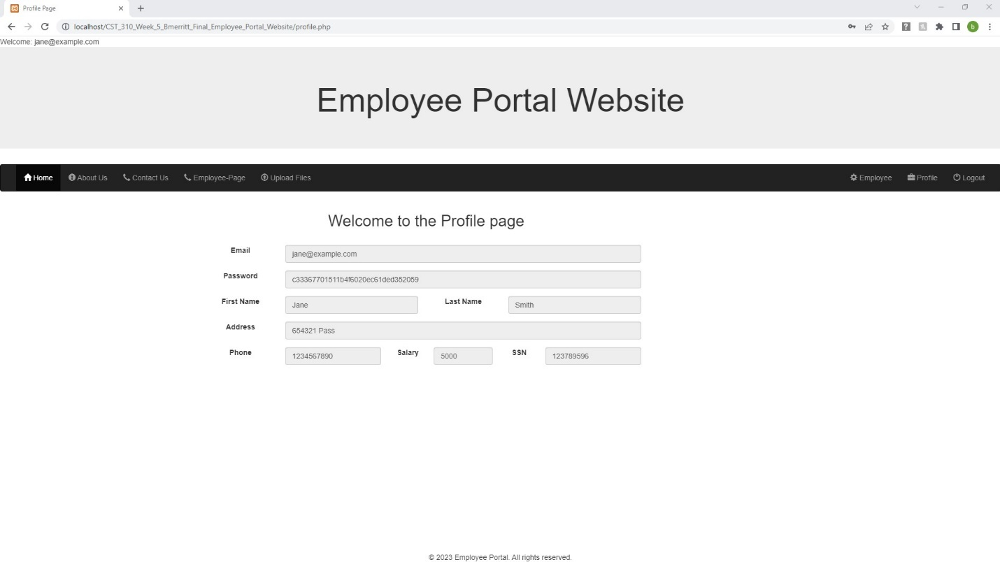 Profile Page
localhost/CST_310_Week_5_Bmerritt_Final_Employee_Portal_Website/profile.php
b
Welcome: jane@example.com
Employee Portal Website
Home About Us Contact Us Employee-Page Upload Files Employee Profile Logout
Welcome to the Profile page
Email jane@example.com
Password c33367701511b4f6020ec61ded352059
First Name Jane Last Name Smith
Address 654321 Pass
Phone 1234567890 Salary 5000 SSN 123789596
© 2023 Employee Portal. All rights reserved.